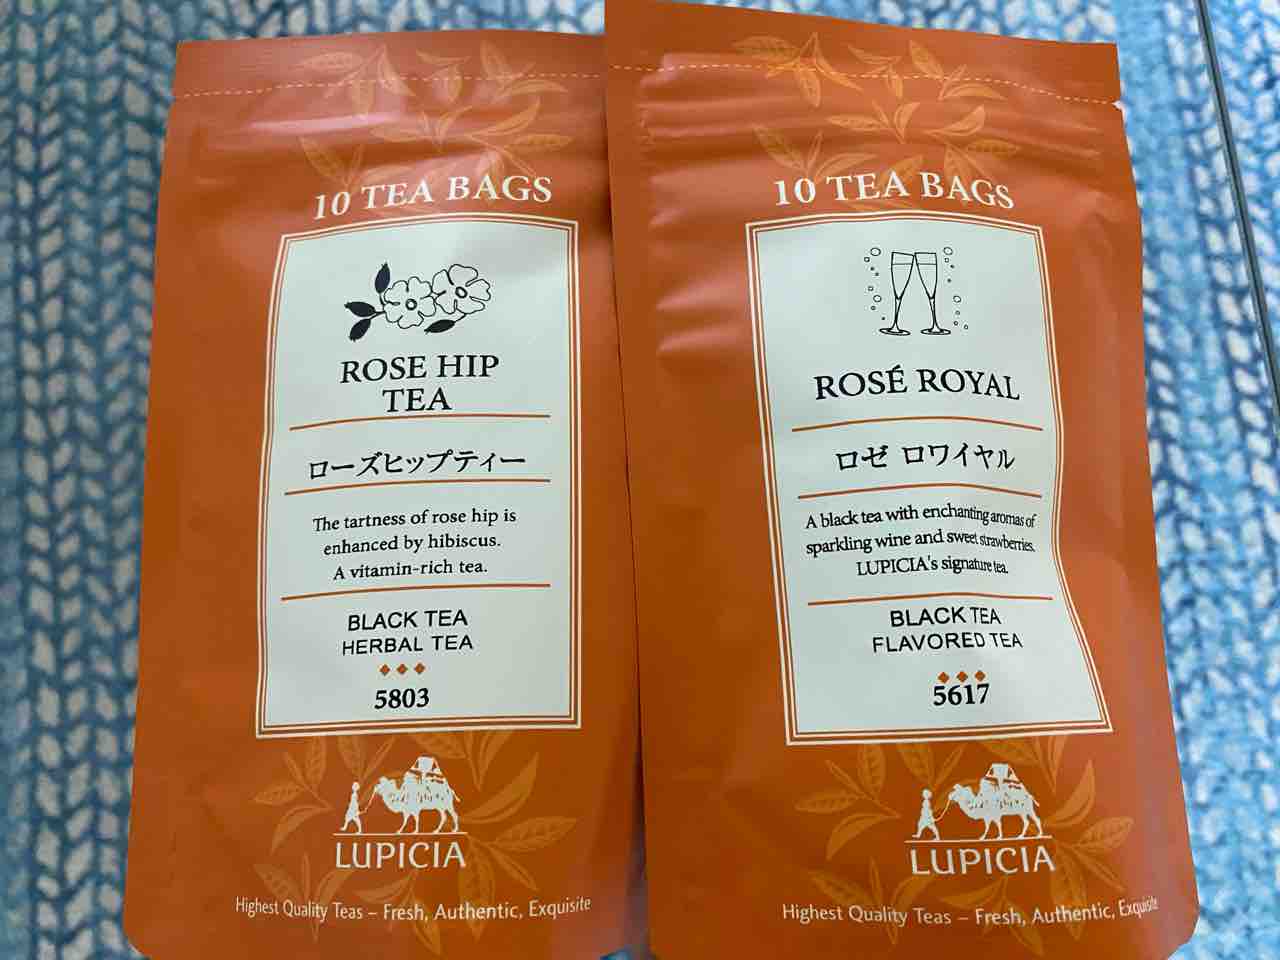 10 TEA BAGS
ROSE HIP
TEA
ローズヒップティー
The tartness of rose hip is
enhanced by hibiscus.
A vitamin-rich tea.
BLACK TEA
HERBAL TEA
5803
LUPICIA
Highest Quality Teas – Fresh, Authentic, Exquisite
10 TEA BAGS
ROSÉ ROYAL
ロゼ ロワイヤル
A black tea with enchanting aromas of
sparkling wine and sweet strawberries.
LUPICIA's signature tea.
BLACK TEA
FLAVORED TEA
5617
LUPICIA
Highest Quality Teas – Fresh, Authentic, Exquisite